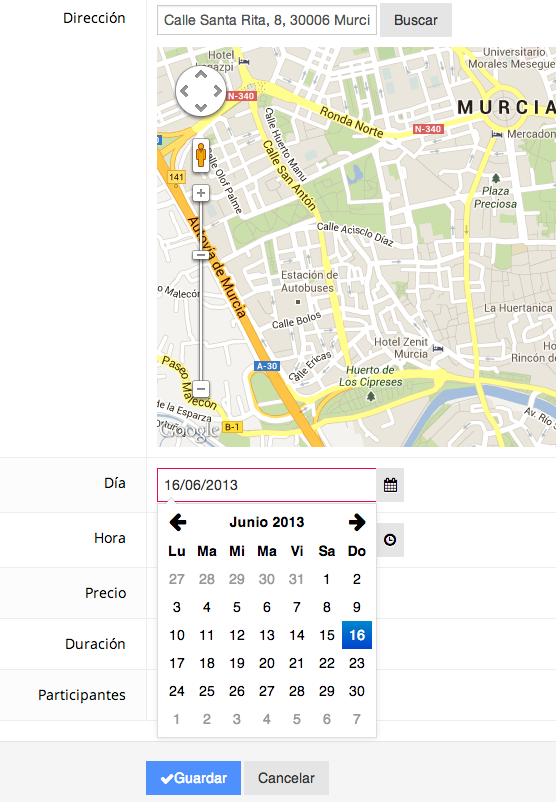 Dirección
Calle Santa Rita, 8, 30006 Murci
Buscar
Hotel
Legazpi
Universitario
Morales Meseguer
N-340
MURCIA
Ronda Norte
N-340
Mercadon
Calle Huerto Manu
Calle San Antón
Calle Olof Palme
141
Plaza
Preciosa
Autovía de Murcia
Calle Acisclo Díaz
Estación de
Autobuses
Malecón
La Huertanica
Calle Bolos
Hotel Zenit
Murcia
Hotel
Rincón de
Calle Ericas
A-30
Huerto de
Los Cipreses
Paseo
Malecón
de la Esparza
Av. Río S
B-1
Google
Día
16/06/2013
Junio 2013
Lu Ma Mi Ma Vi Sa Do
27 28 29 30 31 1 2
3 4 5 6 7 8 9
10 11 12 13 14 15 16
17 18 19 20 21 22 23
24 25 26 27 28 29 30
1 2 3 4 5 6 7
Hora
Precio
Duración
Participantes
Guardar
Cancelar